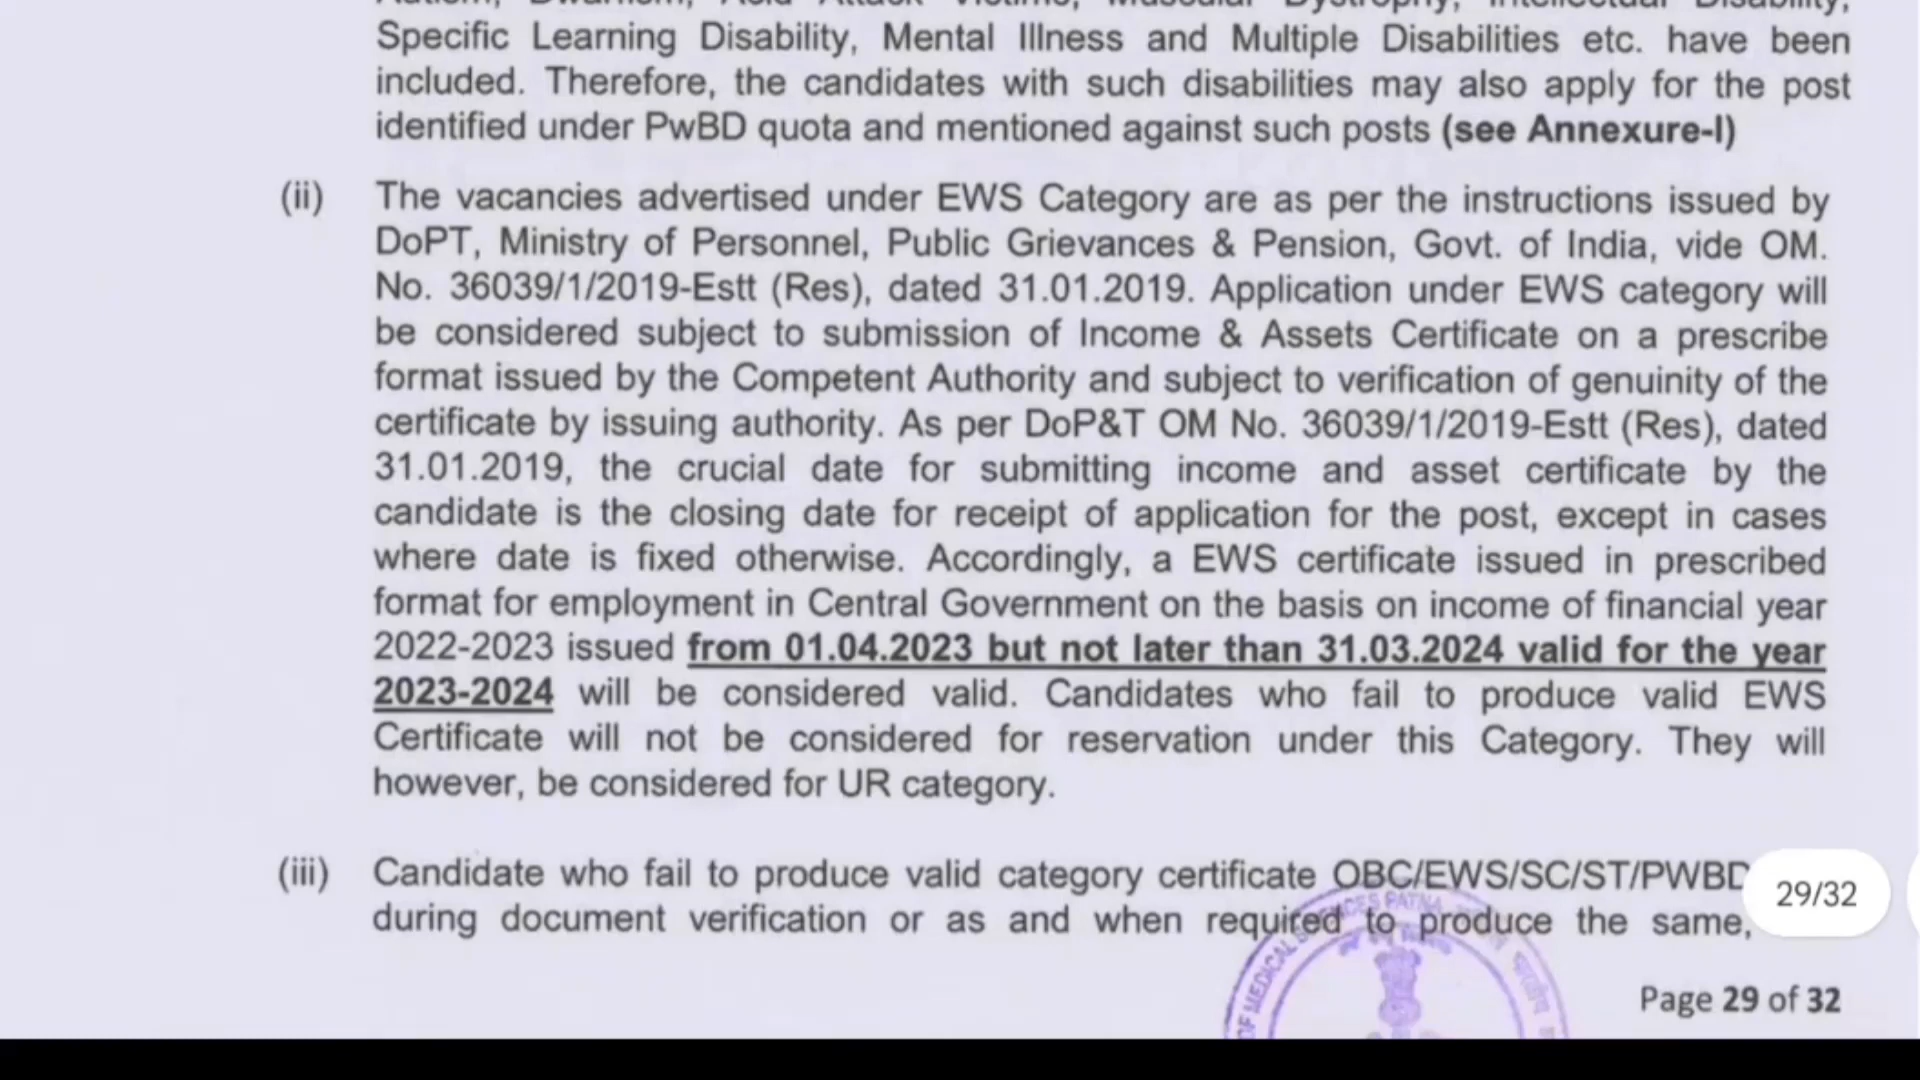 Autism, Dwarfism, Acid Attack Victims, Muscular Dystrophy, Intellectual Disability,
Specific Learning Disability, Mental Illness and Multiple Disabilities etc. have been
included. Therefore, the candidates with such disabilities may also apply for the post
identified under PwBD quota and mentioned against such posts (see Annexure-I)
(ii) The vacancies advertised under EWS Category are as per the instructions issued by
DoPT, Ministry of Personnel, Public Grievances & Pension, Govt. of India, vide OM.
No. 36039/1/2019-Estt (Res), dated 31.01.2019. Application under EWS category will
be considered subject to submission of Income & Assets Certificate on a prescribe
format issued by the Competent Authority and subject to verification of genuinity of the
certificate by issuing authority. As per DoP&T OM No. 36039/1/2019-Estt (Res), dated
31.01.2019, the crucial date for submitting income and asset certificate by the
candidate is the closing date for receipt of application for the post, except in cases
where date is fixed otherwise. Accordingly, a EWS certificate issued in prescribed
format for employment in Central Government on the basis on income of financial year
2022-2023 issued from 01.04.2023 but not later than 31.03.2024 valid for the year
2023-2024 will be considered valid. Candidates who fail to produce valid EWS
Certificate will not be considered for reservation under this Category. They will
however, be considered for UR category.
(iii) Candidate who fail to produce valid category certificate OBC/EWS/SC/ST/PWBD
during document verification or as and when required to produce the same,
29/32
OF MEDICAL SCIENCES PATNA
Page 29 of 32